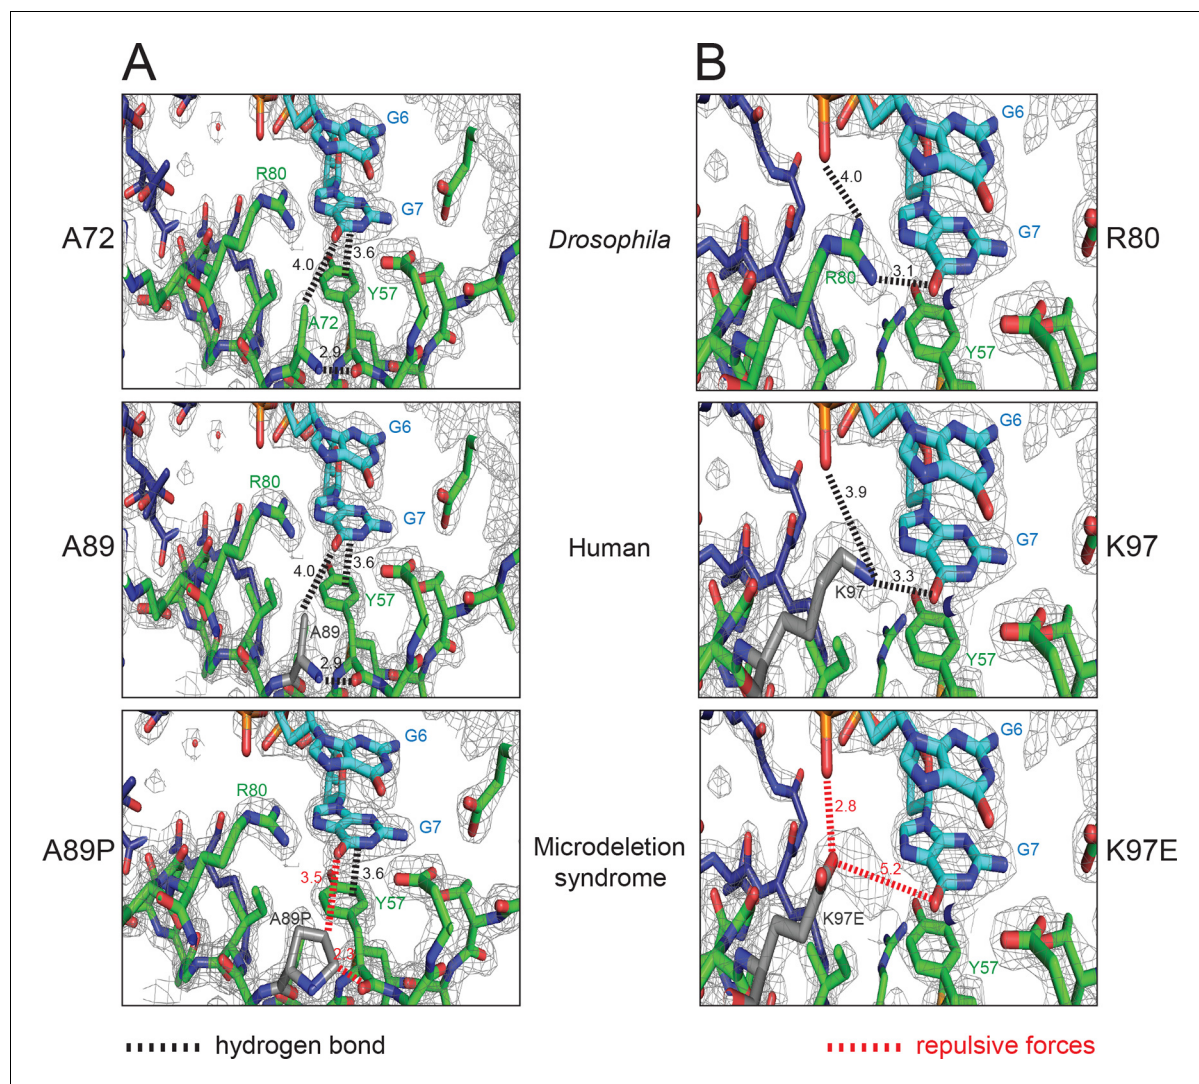 A
B
G6
R80
G7
3.6
4.0
Y57
A72
2.9
A72
Drosophila
G6
4.0
G7
R80
3.1
Y57
R80
G6
R80
G7
3.6
4.0
Y57
A89
2.9
A89
Human
G6
3.9
G7
3.3
K97
Y57
K97
G6
R80
G7
3.5
3.6
Y57
A89P
2.3
A89P
Microdeletion
syndrome
G6
2.8
G7
5.2
K97E
Y57
K97E
hydrogen bond
repulsive forces